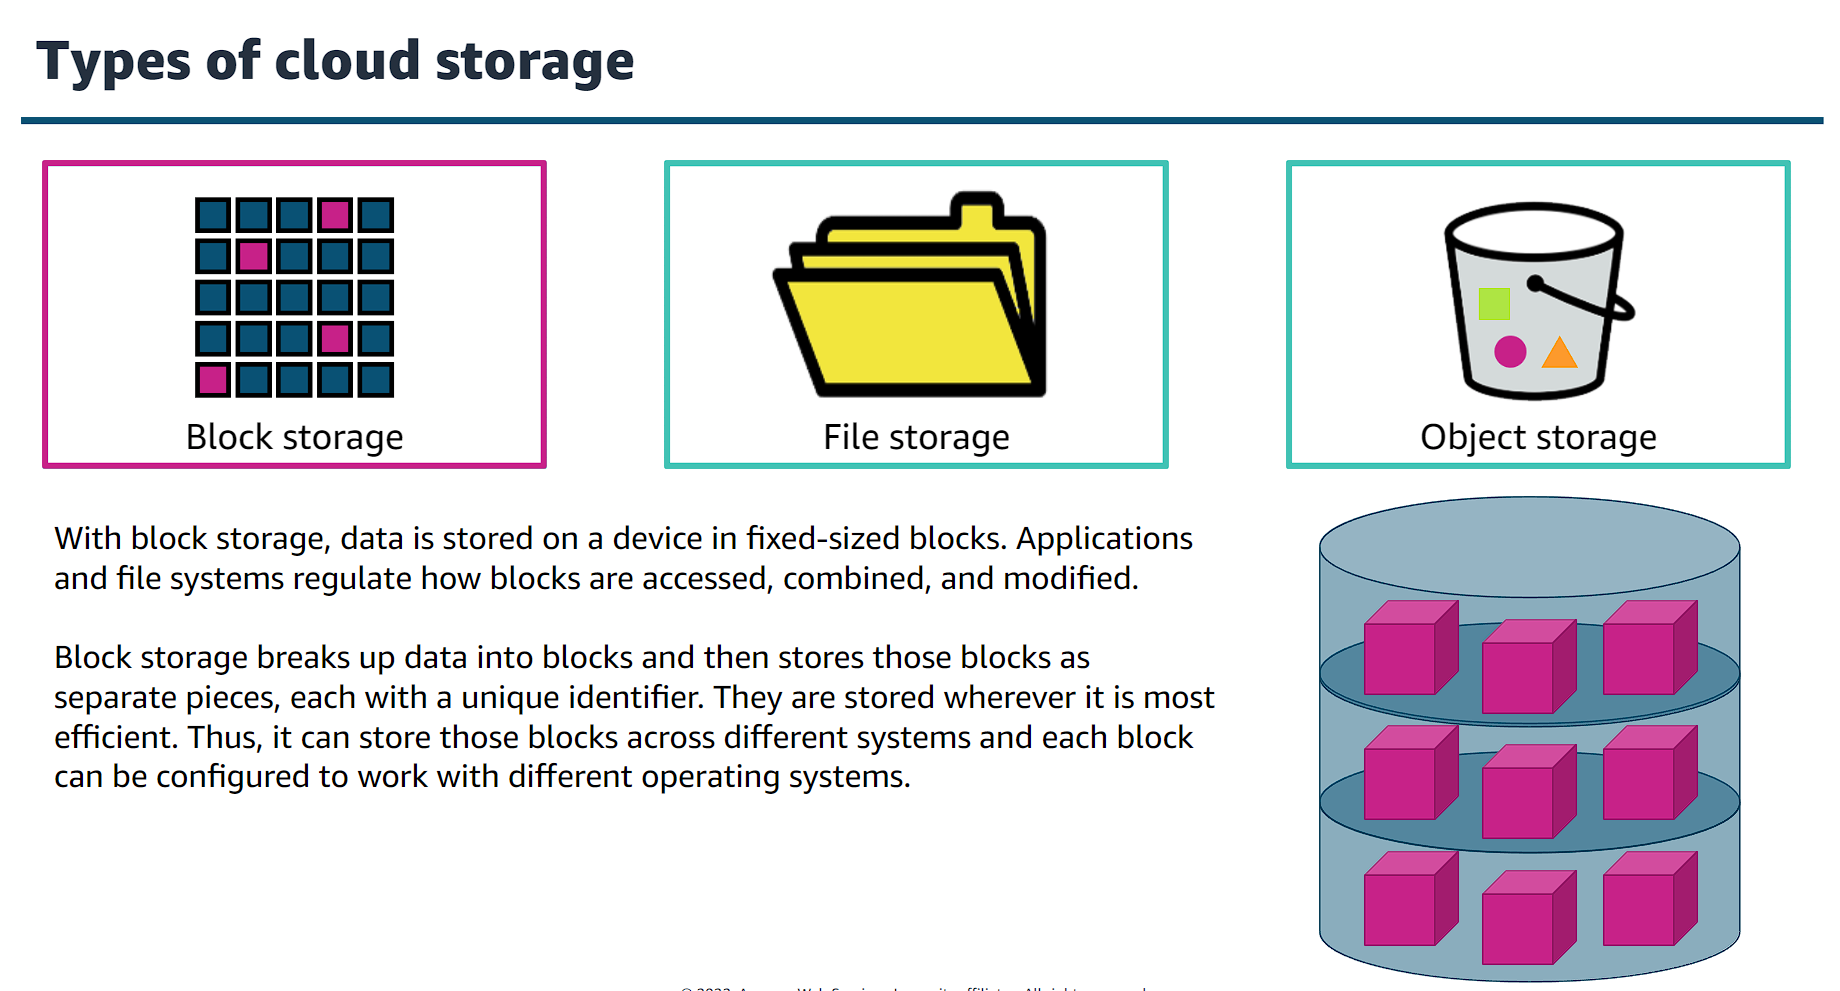 Types of cloud storage
Block storage
File storage
Object storage
With block storage, data is stored on a device in fixed-sized blocks. Applications
and file systems regulate how blocks are accessed, combined, and modified.
Block storage breaks up data into blocks and then stores those blocks as
separate pieces, each with a unique identifier. They are stored wherever it is most
efficient. Thus, it can store those blocks across different systems and each block
can be configured to work with different operating systems.